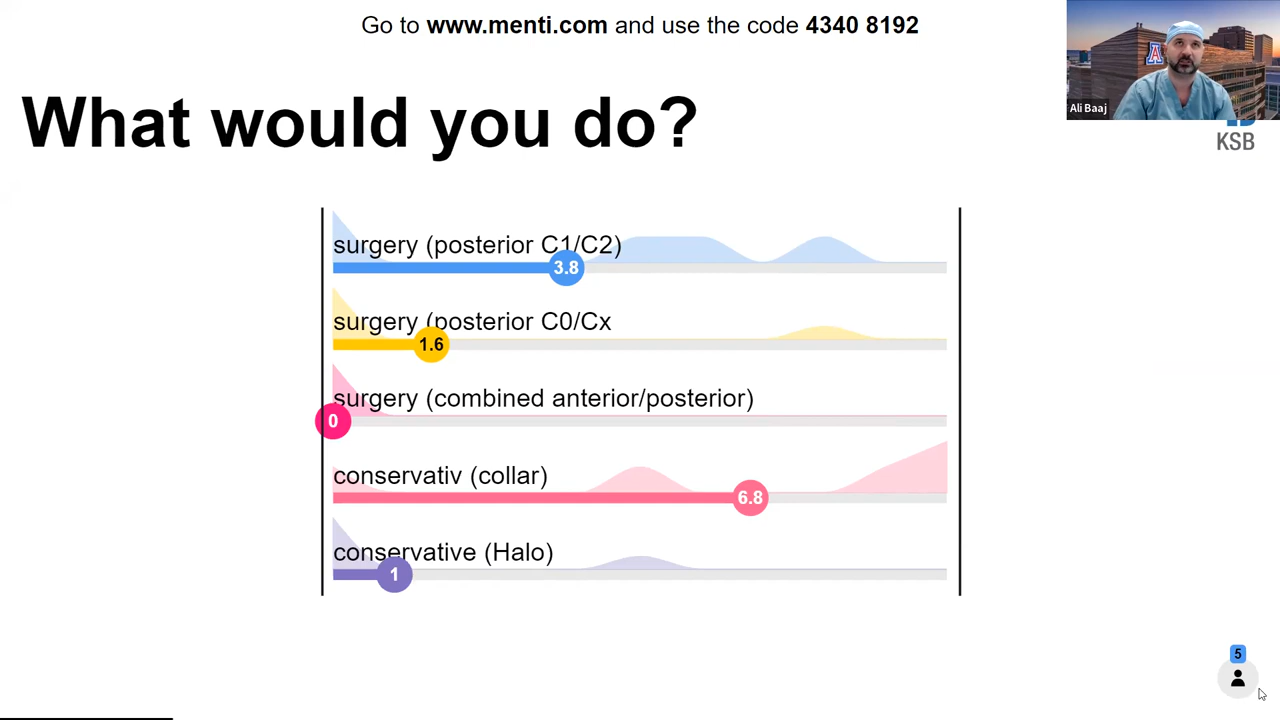 Go to www.menti.com and use the code 4340 8192
Ali Baaj
A
KSB
What would you do?
surgery (posterior C1/C2)
3.8
surgery (posterior C0/Cx
1.6
surgery (combined anterior/posterior)
0
conservativ (collar)
6.8
conservative (Halo)
1
5